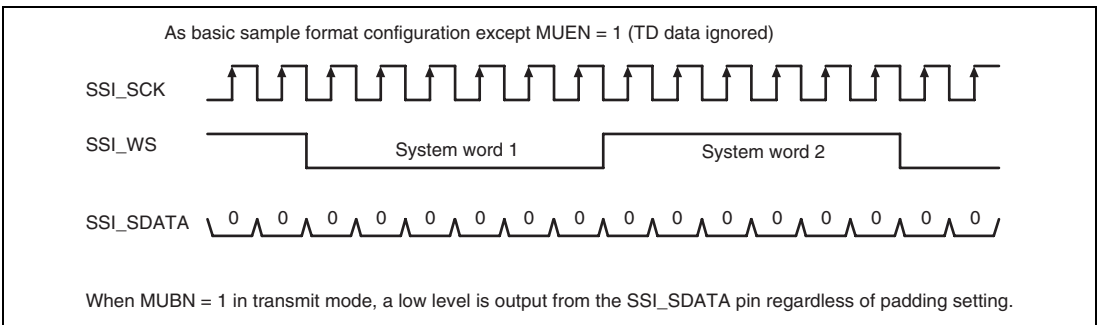 As basic sample format configuration except MUEN = 1 (TD data ignored)
SSI_SCK
SSI_WS
System word 1
System word 2
SSI_SDATA
0 0 0 0 0 0 0 0 0 0 0 0 0 0 0 0
When MUBN = 1 in transmit mode, a low level is output from the SSI_SDATA pin regardless of padding setting.